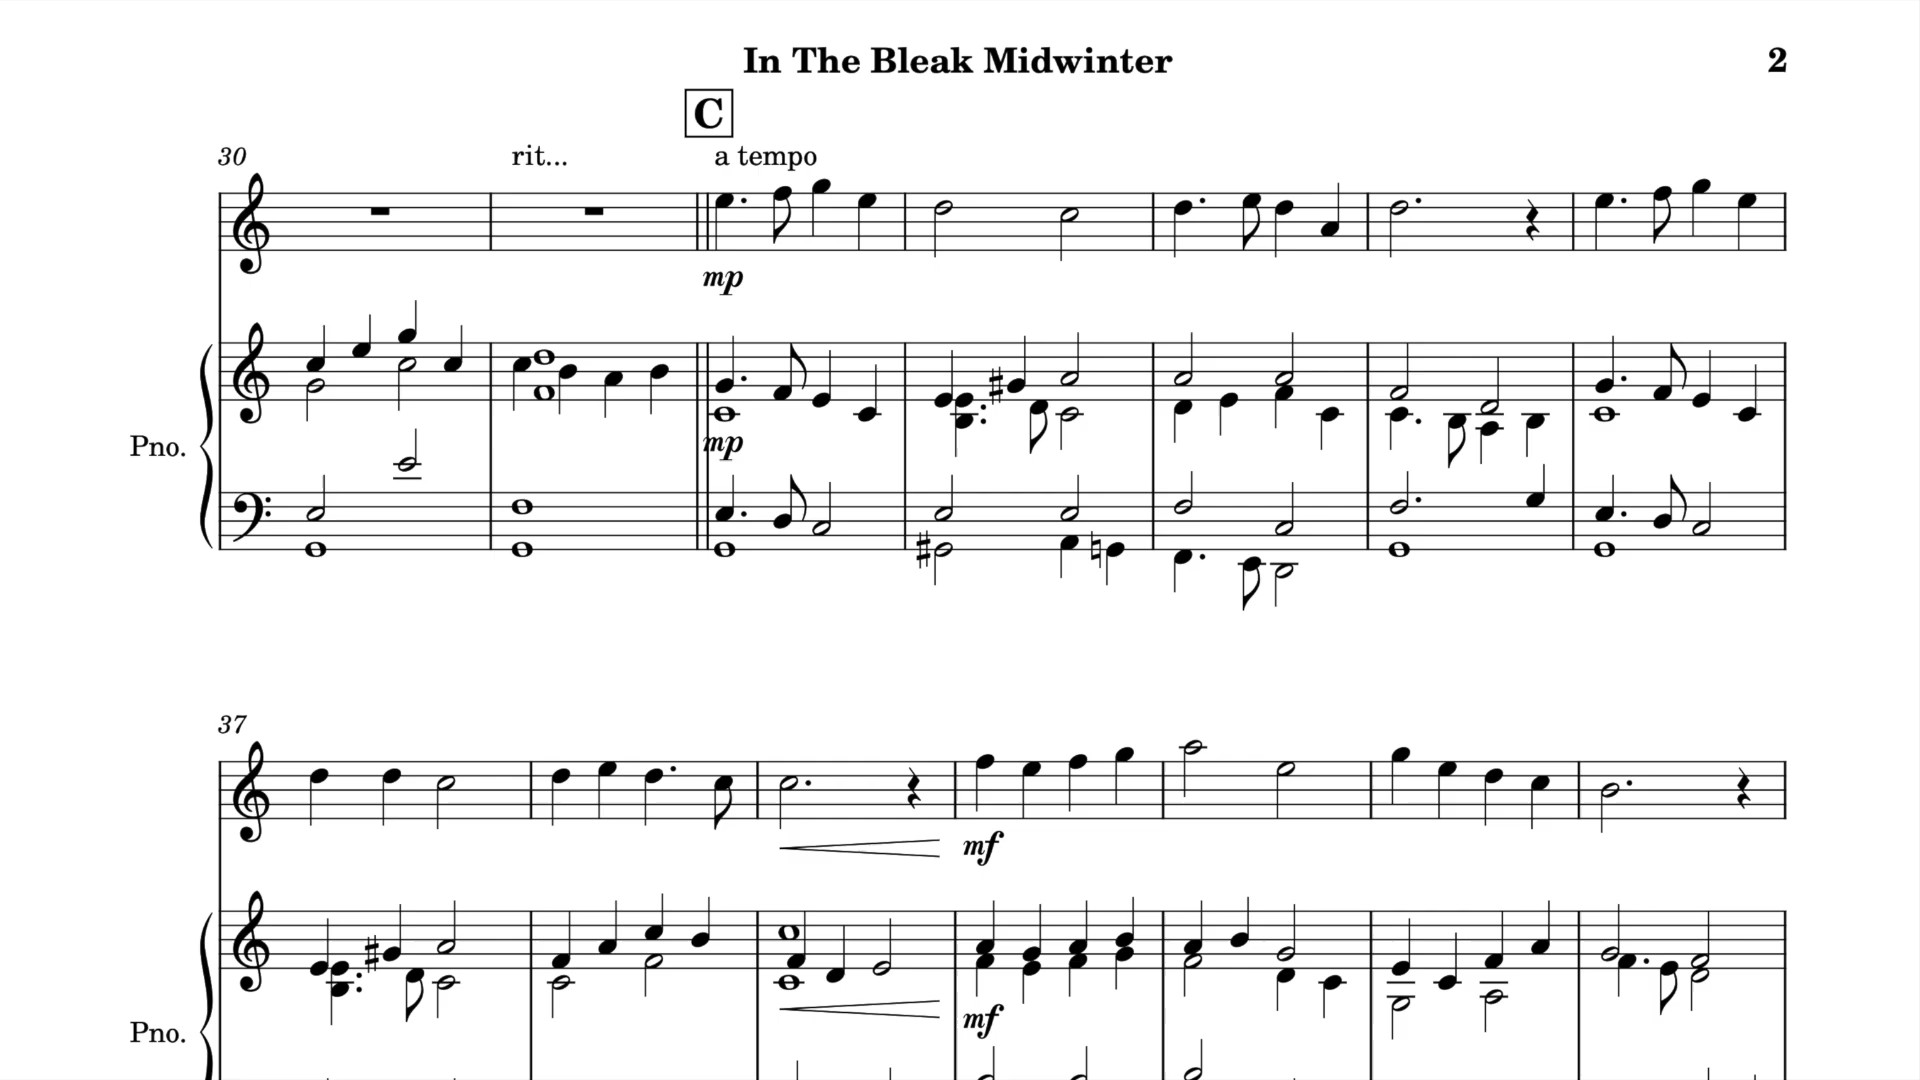 In The Bleak Midwinter 2
C
30 rit... a tempo
mp
Pno. mp
37
mf
Pno. mf